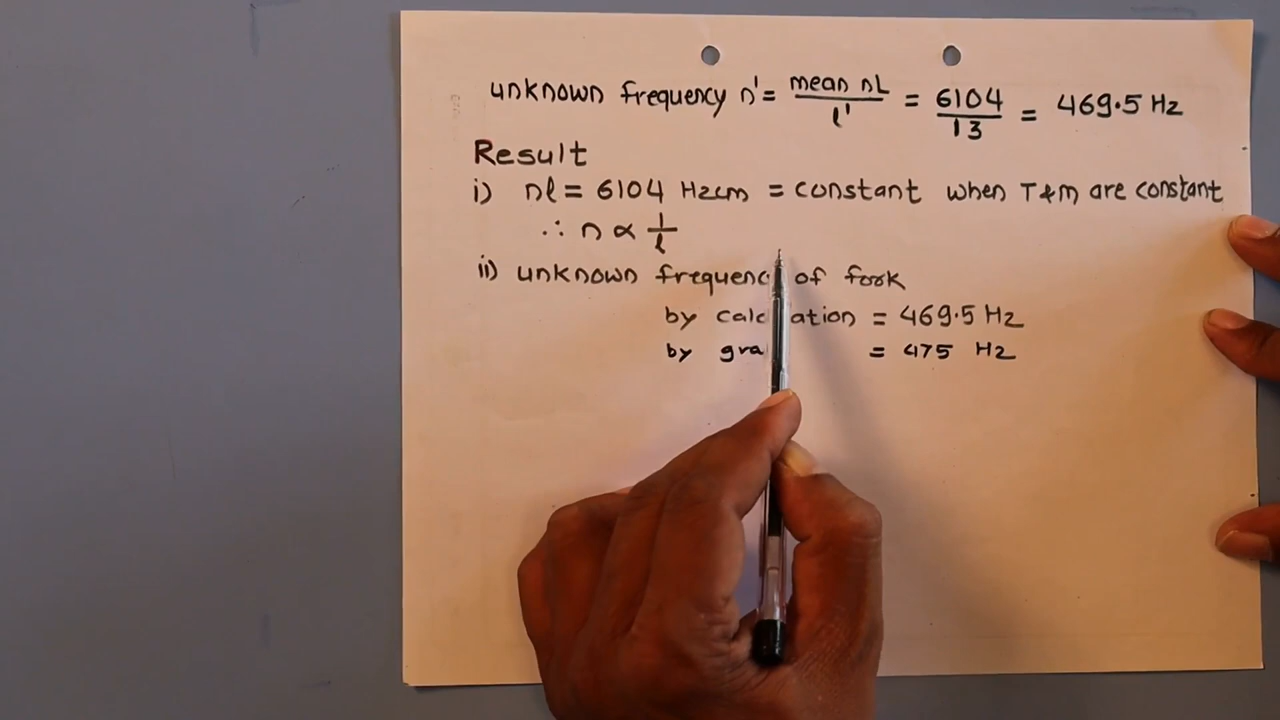 unknown frequency n' = mean nL / l' = 6104 / 13 = 469.5 Hz
Result
i) nl = 6104 Hzcm = constant when T & m are constant
∴ n ∝ 1/l
ii) unknown frequenc of fork
by calc ation = 469.5 Hz
by gra = 475 Hz